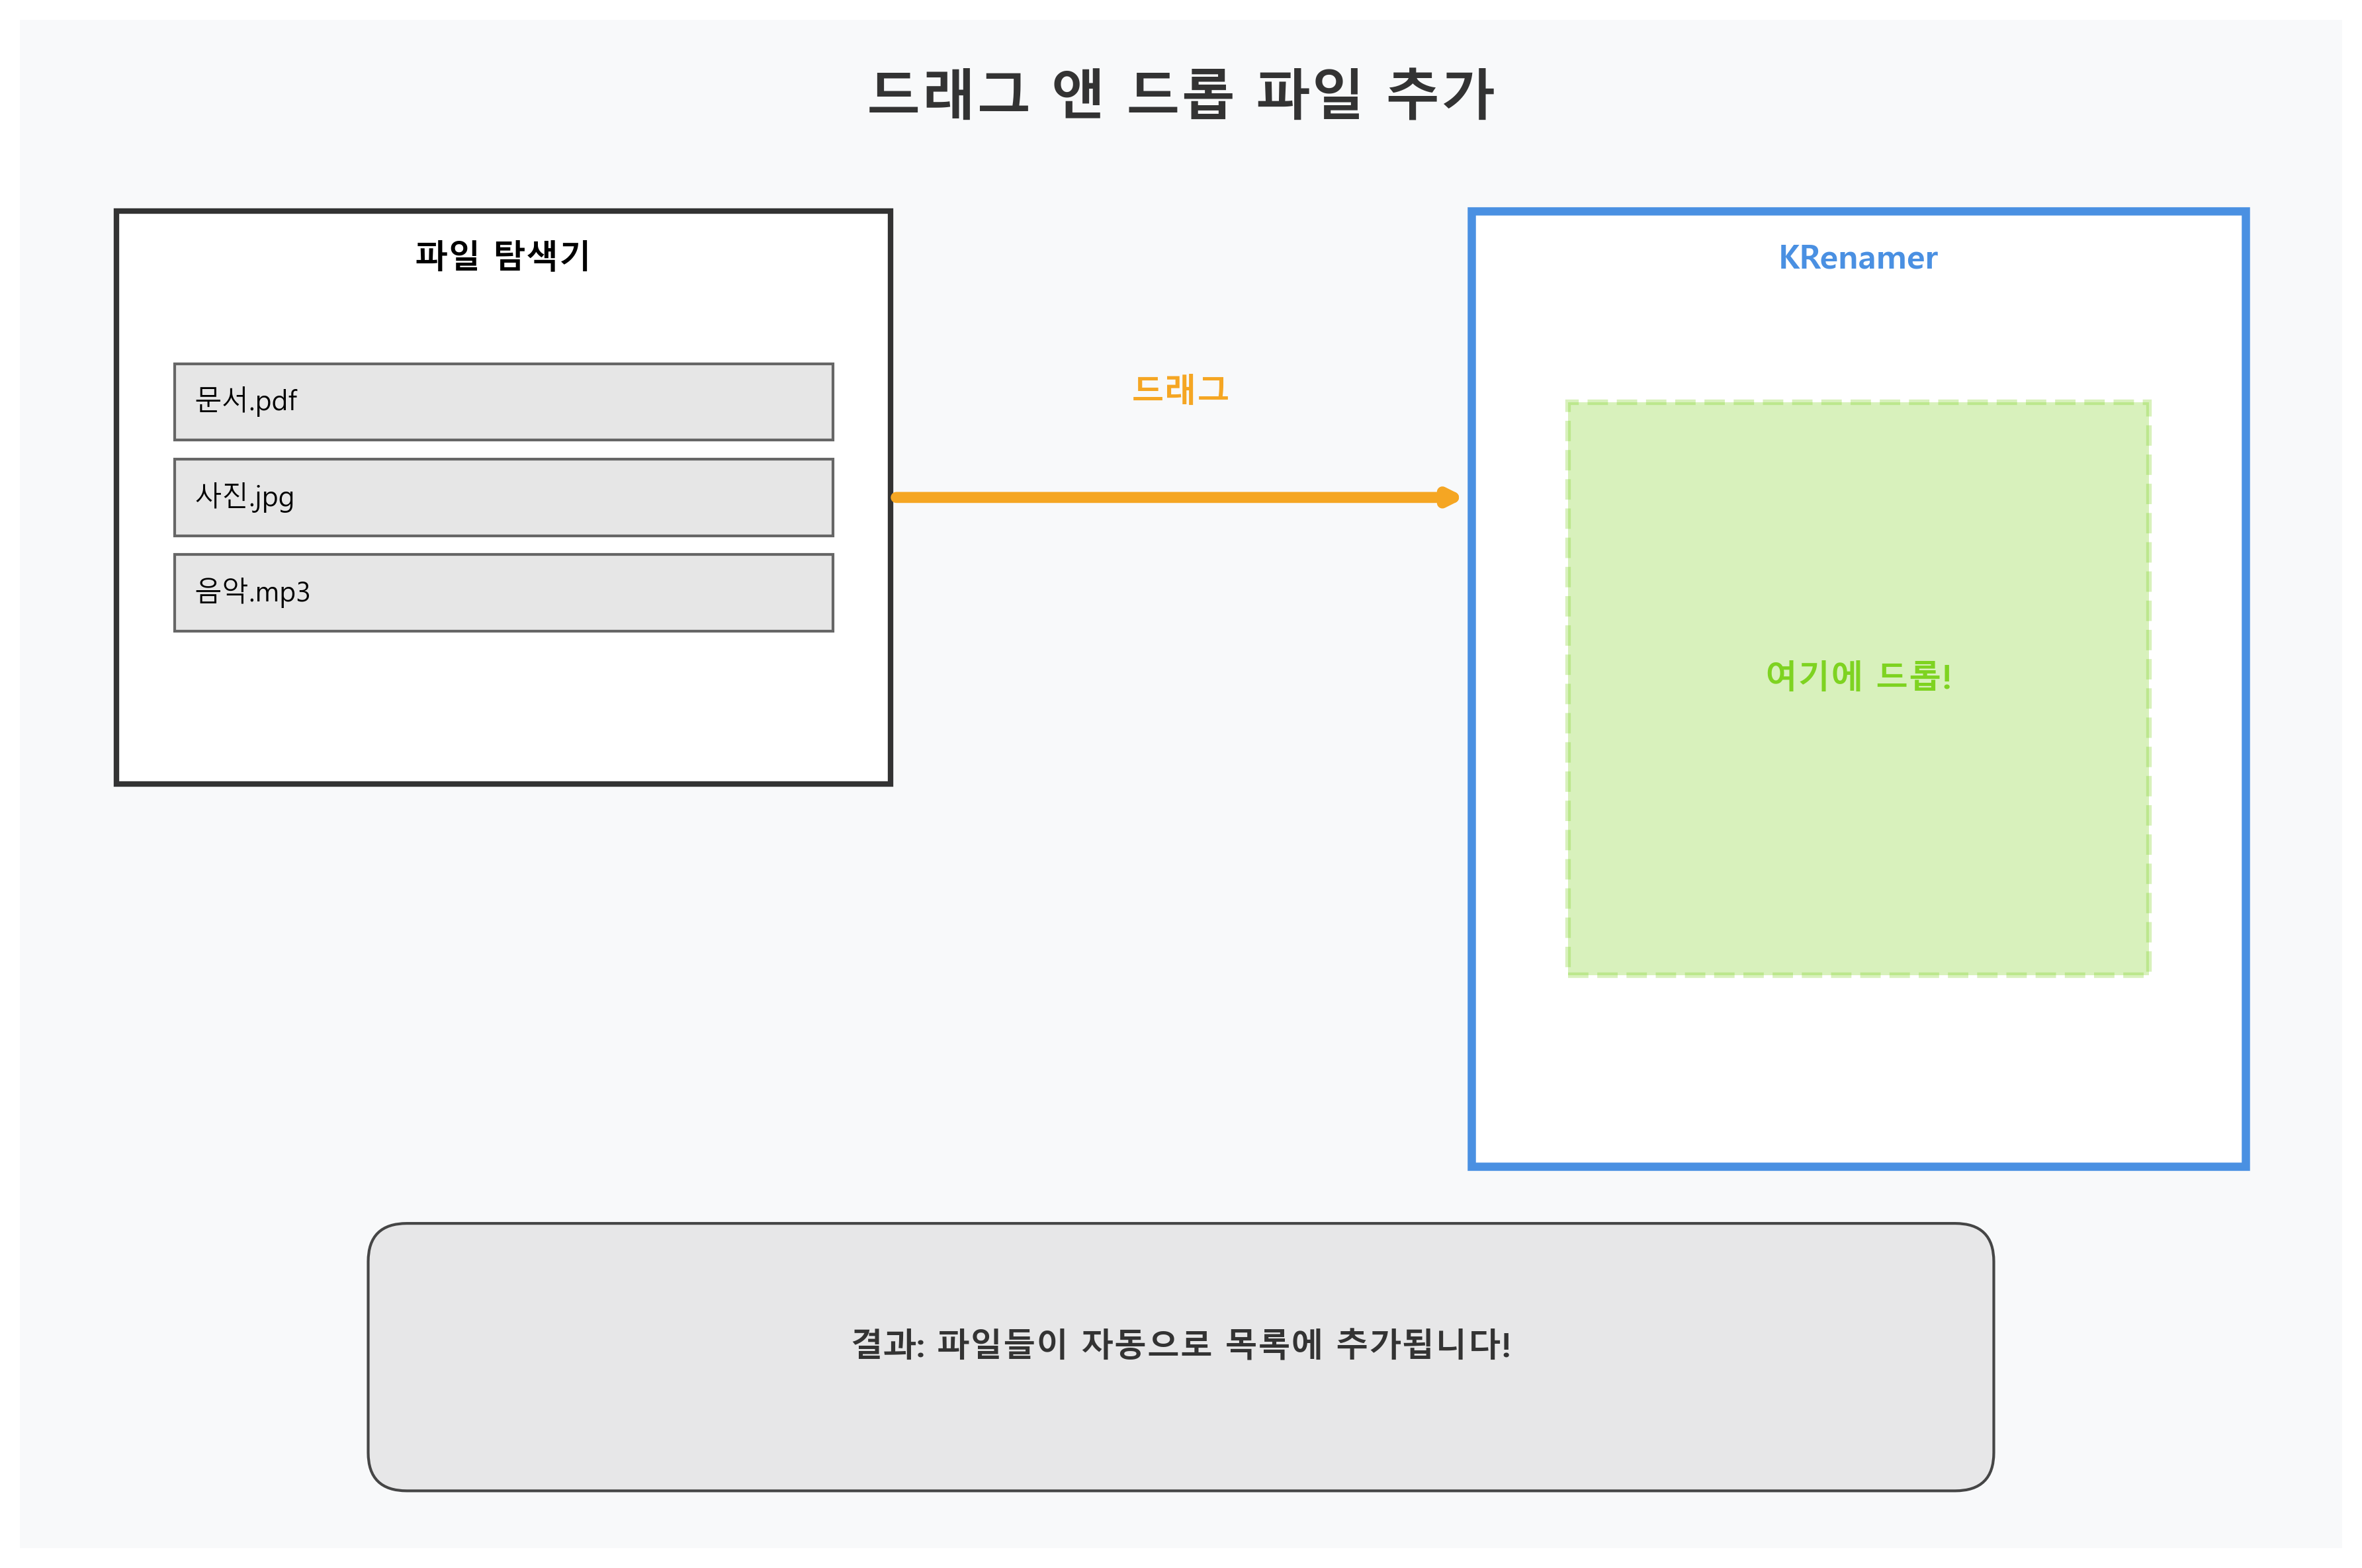 드래그 앤 드롭 파일 추가
파일 탐색기
문서.pdf
사진.jpg
음악.mp3
드래그
KRenamer
여기에 드롭!
결과: 파일들이 자동으로 목록에 추가됩니다!